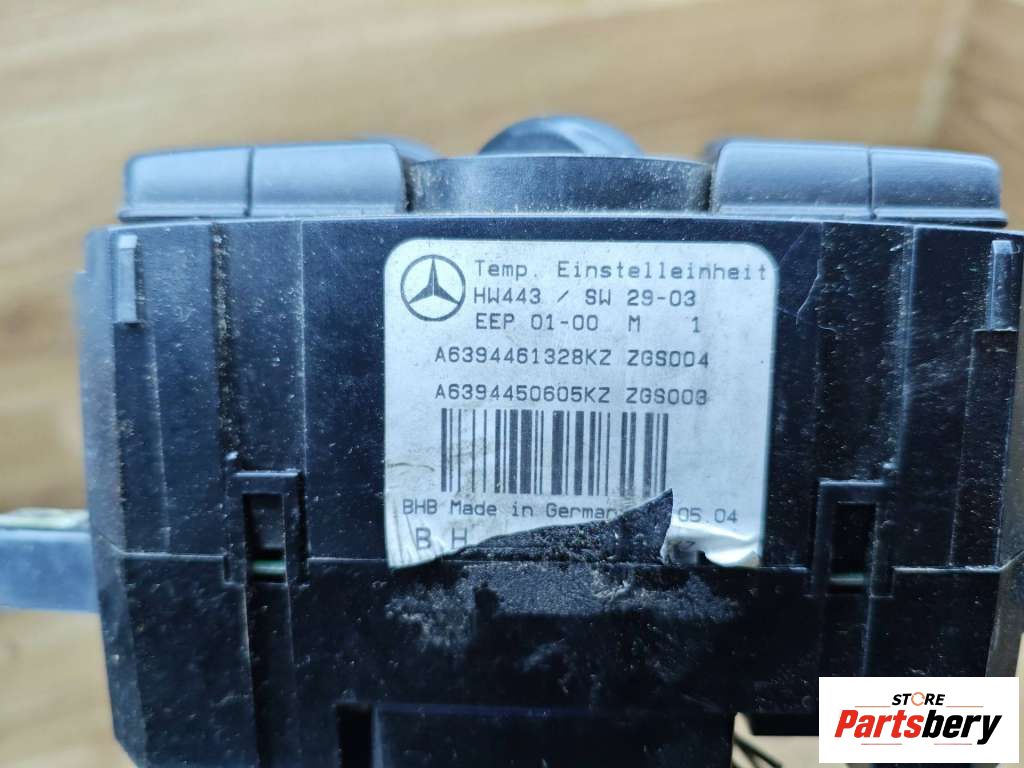 Temp. Einstelleinheit
HW443 / SW 29-03
EEP 01-00 M 1
A6394461328KZ ZGS004
A6394450605KZ ZGS003
BHB Made in German 05 04
B H
STORE
Partsbery